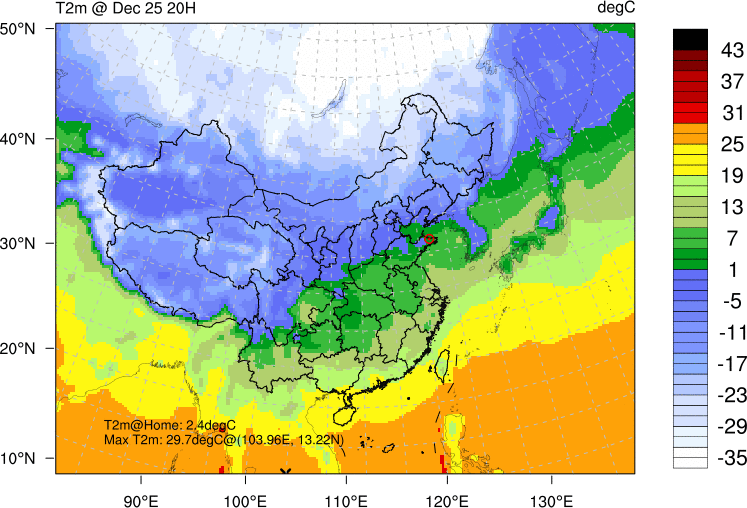 T2m @ Dec 25 20H
degC
50°N
40°N
30°N
20°N
10°N
T2m@Home: 2.4degC
Max T2m: 29.7degC@(103.96E, 13.22N)
90°E
100°E
110°E
120°E
130°E
43
37
31
25
19
13
7
1
-5
-11
-17
-23
-29
-35